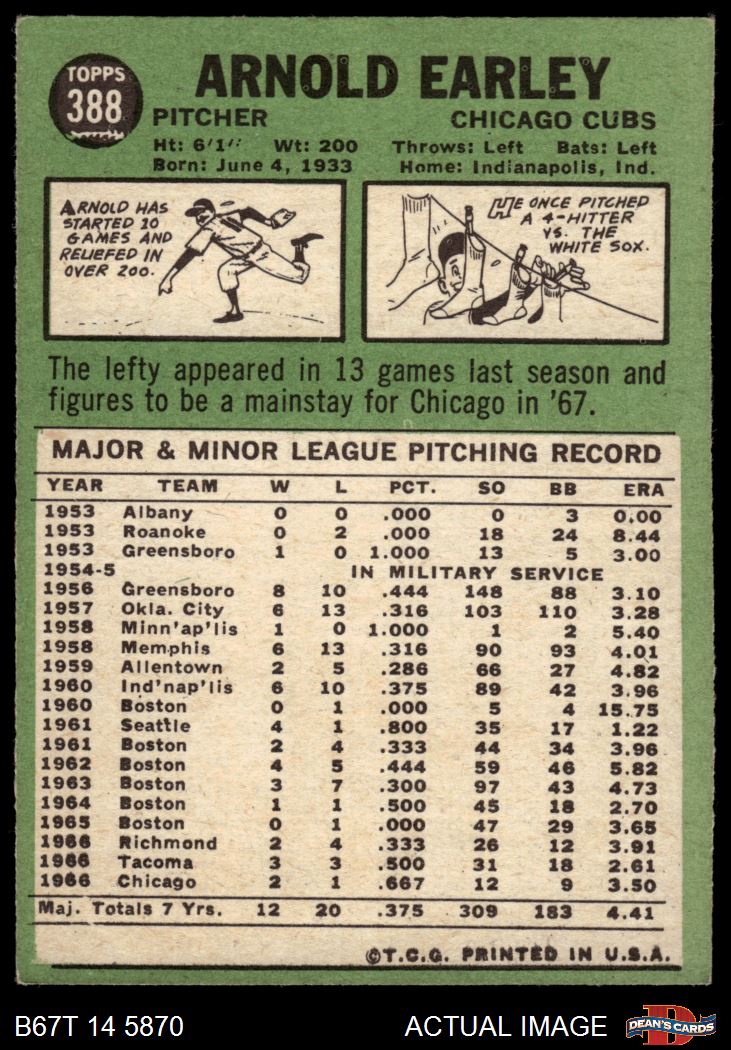 TOPPS
388
ARNOLD EARLEY
PITCHER CHICAGO CUBS
Ht: 6'1" Wt: 200 Throws: Left Bats: Left
Born: June 4, 1933 Home: Indianapolis, Ind.
ARNOLD HAS
STARTED 10
GAMES AND
RELIEFED IN
OVER 200.
HE ONCE PITCHED
A 4-HITTER
VS. THE
WHITE SOX.
The lefty appeared in 13 games last season and
figures to be a mainstay for Chicago in '67.
MAJOR & MINOR LEAGUE PITCHING RECORD
YEAR TEAM W L PCT. SO BB ERA
1953 Albany 0 0 .000 0 3 0.00
1953 Roanoke 0 2 .000 18 24 8.44
1953 Greensboro 1 0 1.000 13 5 3.00
1954-5 IN MILITARY SERVICE
1956 Greensboro 8 10 .444 148 88 3.10
1957 Okla. City 6 13 .316 103 110 3.28
1958 Minn'ap'lis 1 0 1.000 1 2 5.40
1958 Memphis 6 13 .316 90 93 4.01
1959 Allentown 2 5 .286 66 27 4.82
1960 Ind'nap'lis 6 10 .375 89 42 3.96
1960 Boston 0 1 .000 5 4 15.75
1961 Seattle 4 1 .800 35 17 1.22
1961 Boston 2 4 .333 44 34 3.96
1962 Boston 4 5 .444 59 46 5.82
1963 Boston 3 7 .300 97 43 4.73
1964 Boston 1 1 .500 45 18 2.70
1965 Boston 0 1 .000 47 29 3.65
1966 Richmond 2 4 .333 26 12 3.91
1966 Tacoma 3 3 .500 31 18 2.61
1966 Chicago 2 1 .667 12 9 3.50
Maj. Totals 7 Yrs. 12 20 .375 309 183 4.41
©T.C.G. PRINTED IN U.S.A.
B67T 14 5870 ACTUAL IMAGE DEAN'S CARDS